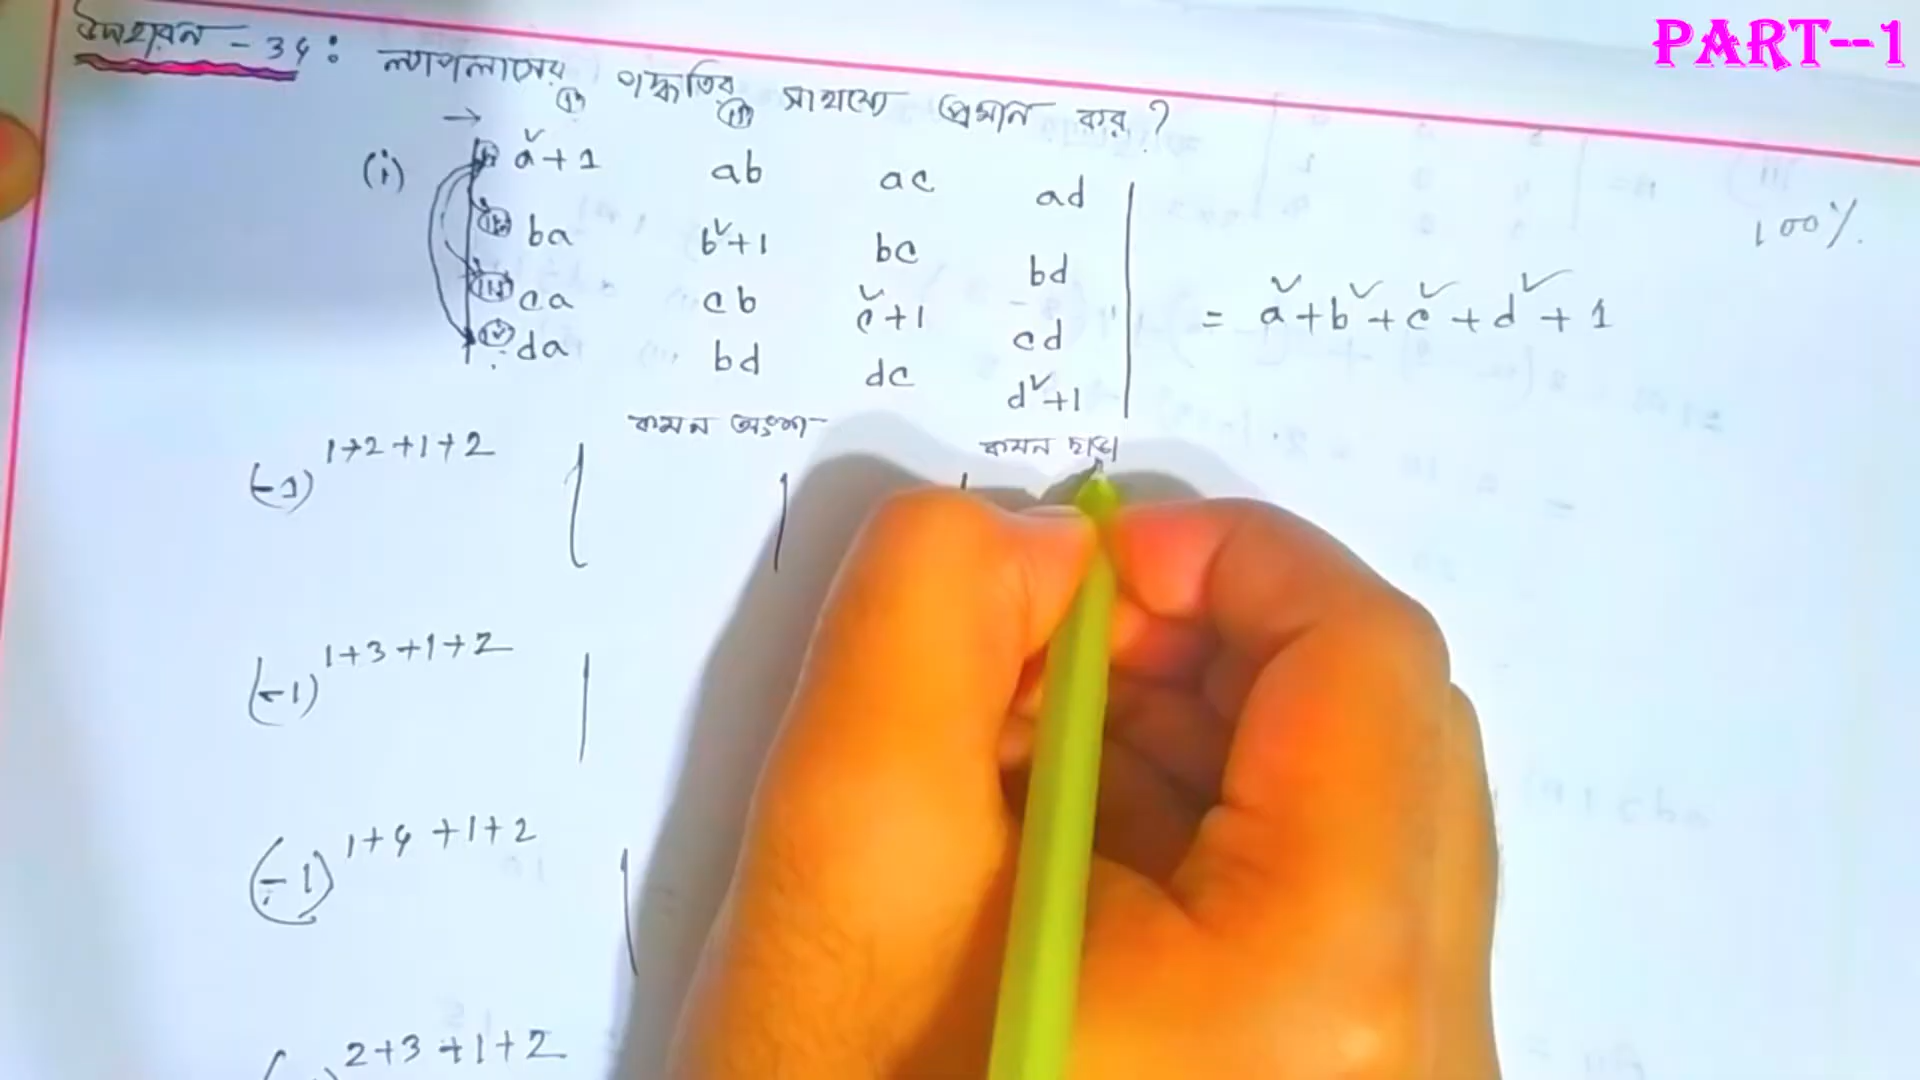 PART--1
উদাহরন - 34 : ল্যাপলাসের পদ্ধতির সাহায্যে প্রমান কর ?
(i) a²+1 ab ac ad
ba b²+1 bc bd
ca cb c²+1 cd
da bd dc d²+1
= a²+b²+c²+d²+1
100%
কমন অংশ
কমন ছাড়া
(-1) 1+2+1+2
(-1) 1+3+1+2
(-1) 1+4+1+2
2+3+1+2